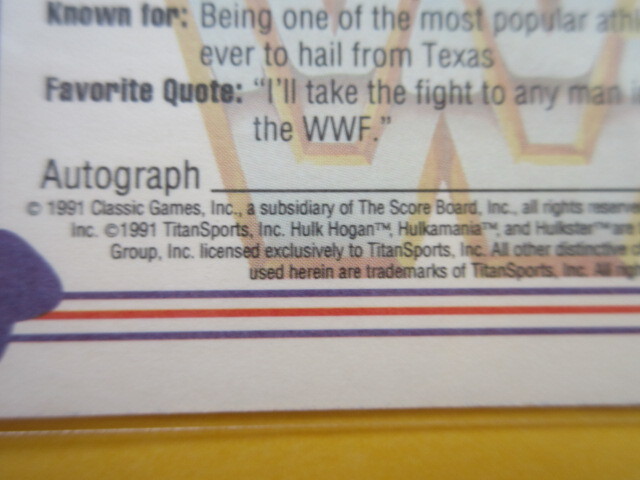 Known for: Being one of the most popular
ever to hail from Texas
Favorite Quote: "I'll take the fight to any man
the WWF."
Autograph
© 1991 Classic Games, Inc., a subsidiary of The Score Board, Inc., all rights
Inc. ©1991 TitanSports, Inc. Hulk Hogan™, Hulkamania™, and Hulkster™ are
Group, Inc. licensed exclusively to TitanSports, Inc. All other distinctive
used herein are trademarks of TitanSports, Inc. All